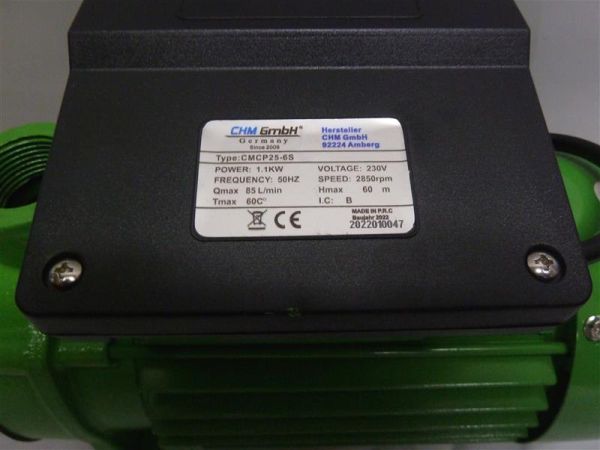 CHM GmbH®
Germany
Since 2009
Hersteller
CHM GmbH
92224 Amberg
Type:CMCP25-6S
POWER: 1.1KW VOLTAGE: 230V
FREQUENCY: 50HZ SPEED: 2850rpm
Qmax 85 L/min Hmax 60 m
Tmax 60C° I.C: B
MADE IN P.R.C
Baujahr 2022
2022010047
CE